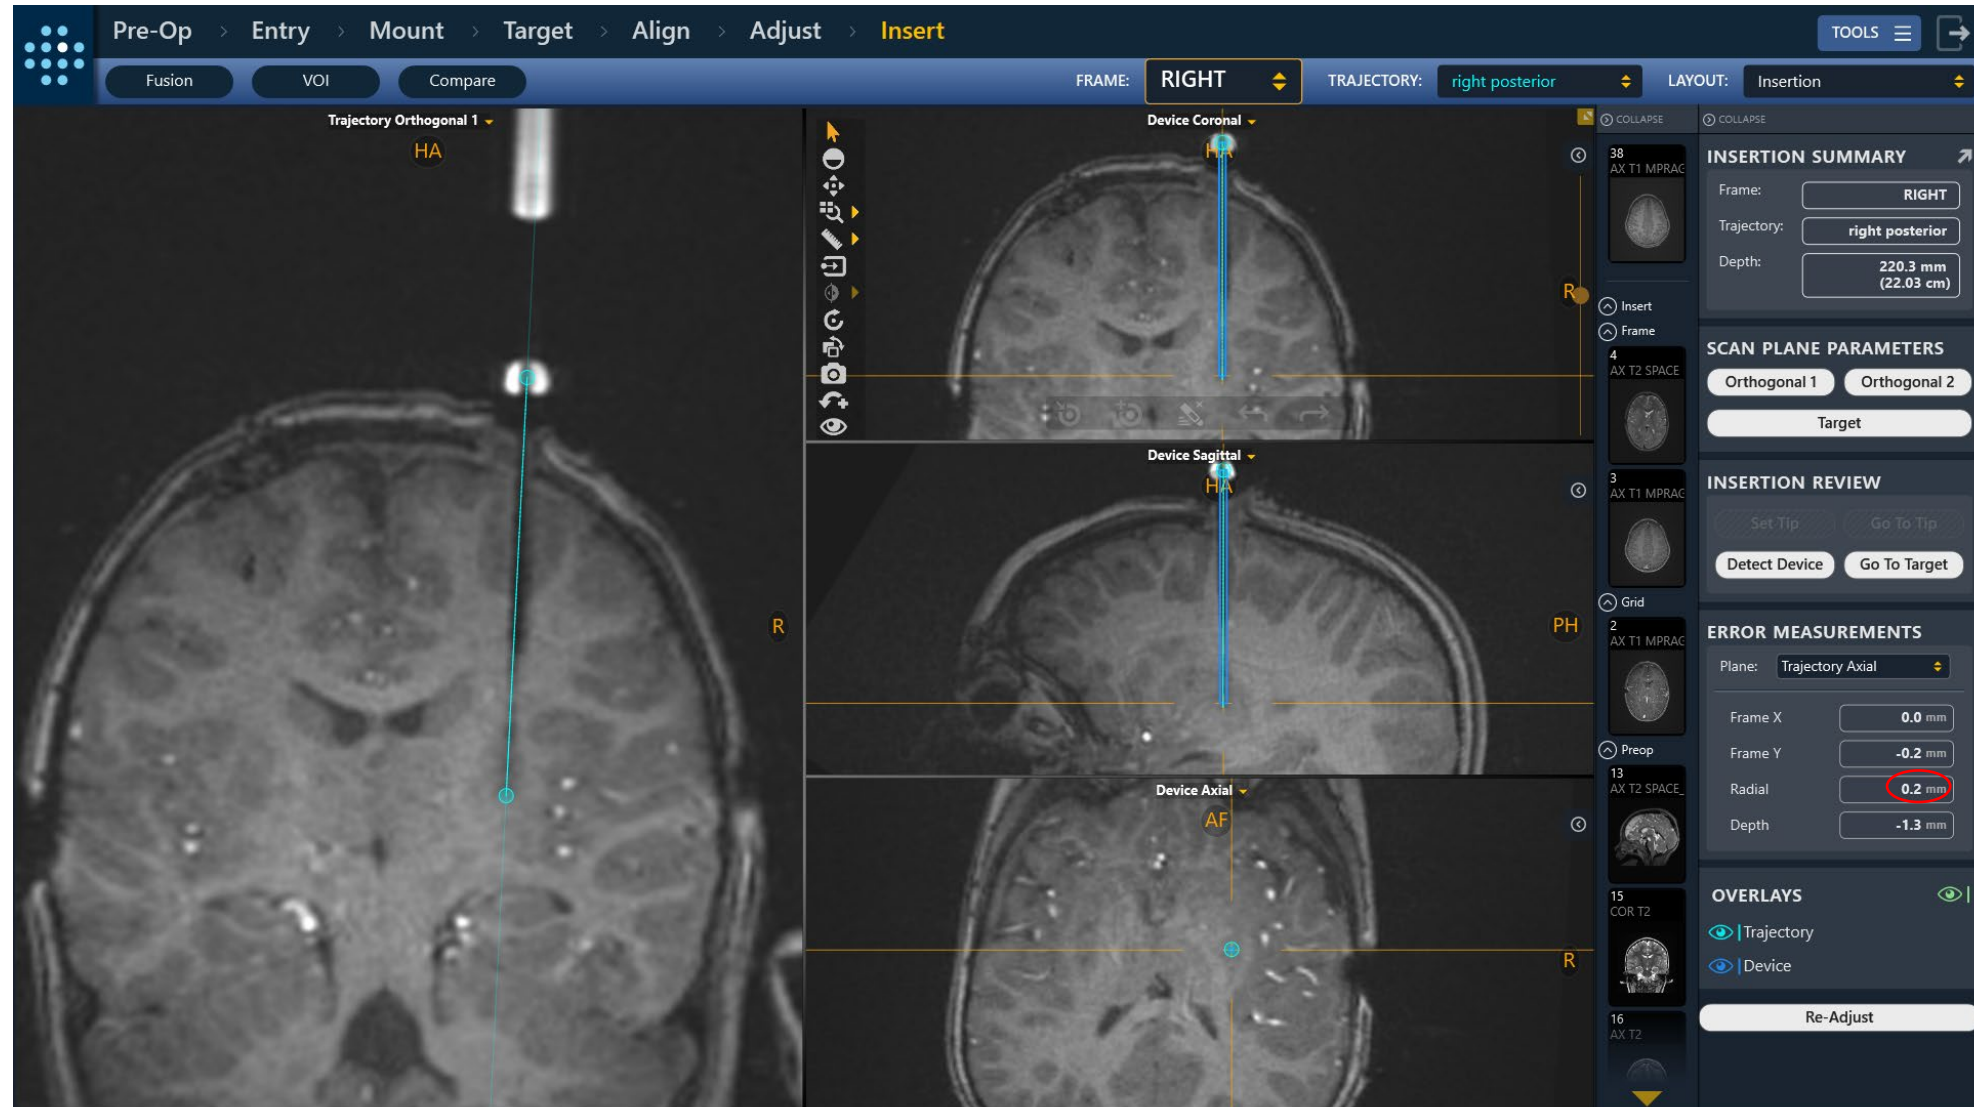 Pre-Op > Entry > Mount > Target > Align > Adjust > Insert
TOOLS
Fusion VOI Compare
FRAME: RIGHT TRAJECTORY: right posterior LAYOUT: Insertion
Trajectory Orthogonal 1
HA
R
Device Coronal
HA
R
Device Sagittal
HA
PH
Device Axial
AF
R
COLLAPSE
38
AX T1 MPRAG
Insert
Frame
4
AX T2 SPACE
3
AX T1 MPRAG
Grid
2
AX T1 MPRAG
Preop
13
AX T2 SPACE_
15
COR T2
16
AX T2
COLLAPSE
INSERTION SUMMARY
Frame: RIGHT
Trajectory: right posterior
Depth: 220.3 mm
(22.03 cm)
SCAN PLANE PARAMETERS
Orthogonal 1 Orthogonal 2
Target
INSERTION REVIEW
Set Tip Go To Tip
Detect Device Go To Target
ERROR MEASUREMENTS
Plane: Trajectory Axial
Frame X 0.0 mm
Frame Y -0.2 mm
Radial 0.2 mm
Depth -1.3 mm
OVERLAYS
Trajectory
Device
Re-Adjust